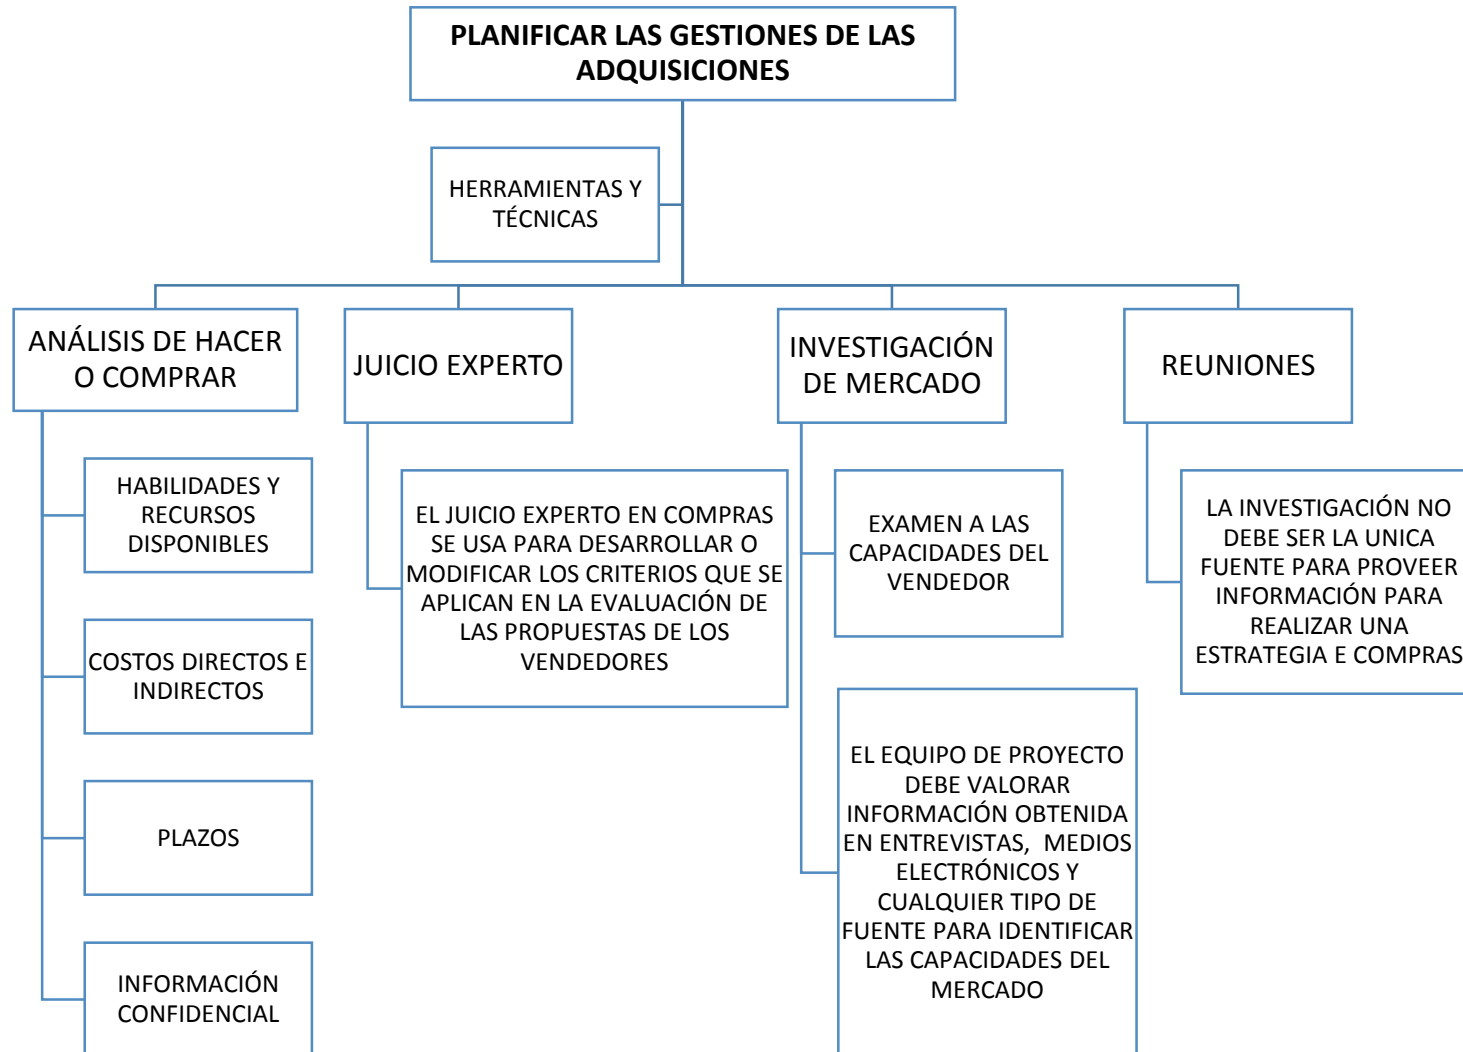 PLANIFICAR LAS GESTIONES DE LAS
ADQUISICIONES
HERRAMIENTAS Y
TÉCNICAS
ANÁLISIS DE HACER
O COMPRAR
HABILIDADES Y
RECURSOS
DISPONIBLES
COSTOS DIRECTOS E
INDIRECTOS
PLAZOS
INFORMACIÓN
CONFIDENCIAL
JUICIO EXPERTO
EL JUICIO EXPERTO EN COMPRAS
SE USA PARA DESARROLLAR O
MODIFICAR LOS CRITERIOS QUE SE
APLICAN EN LA EVALUACIÓN DE
LAS PROPUESTAS DE LOS
VENDEDORES
INVESTIGACIÓN
DE MERCADO
EXAMEN A LAS
CAPACIDADES DEL
VENDEDOR
EL EQUIPO DE PROYECTO
DEBE VALORAR
INFORMACIÓN OBTENIDA
EN ENTREVISTAS, MEDIOS
ELECTRÓNICOS Y
CUALQUIER TIPO DE
FUENTE PARA IDENTIFICAR
LAS CAPACIDADES DEL
MERCADO
REUNIONES
LA INVESTIGACIÓN NO
DEBE SER LA UNICA
FUENTE PARA PROVEER
INFORMACIÓN PARA
REALIZAR UNA
ESTRATEGIA E COMPRAS